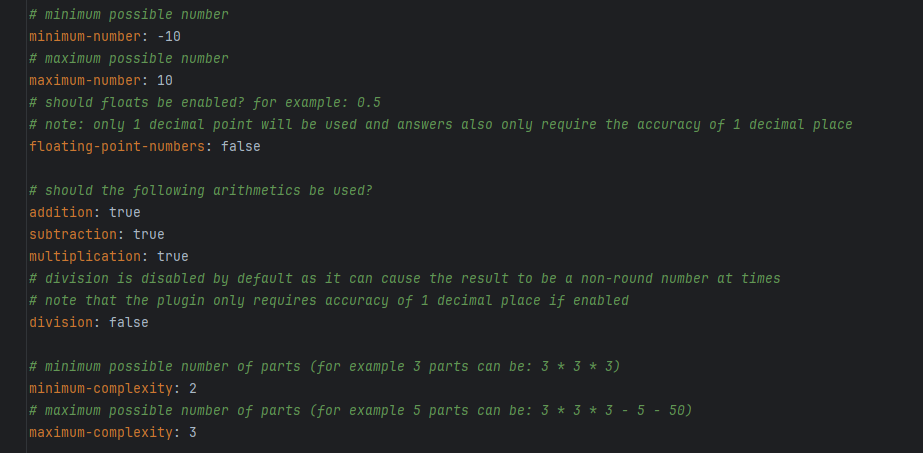 # minimum possible number
minimum-number: -10
# maximum possible number
maximum-number: 10
# should floats be enabled? for example: 0.5
# note: only 1 decimal point will be used and answers also only require the accuracy of 1 decimal place
floating-point-numbers: false
# should the following arithmetics be used?
addition: true
subtraction: true
multiplication: true
# division is disabled by default as it can cause the result to be a non-round number at times
# note that the plugin only requires accuracy of 1 decimal place if enabled
division: false
# minimum possible number of parts (for example 3 parts can be: 3 * 3 * 3)
minimum-complexity: 2
# maximum possible number of parts (for example 5 parts can be: 3 * 3 * 3 - 5 - 50)
maximum-complexity: 3